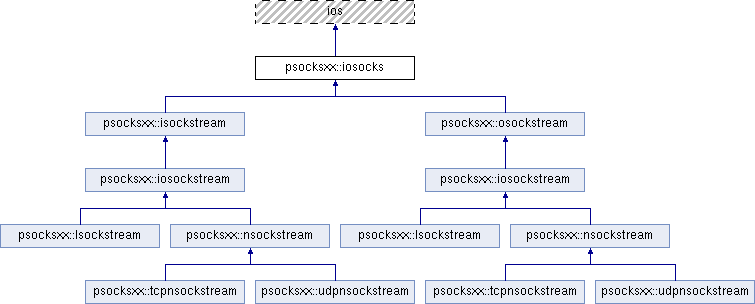 ios
psocksxx::iosocks
psocksxx::isockstream
psocksxx::osockstream
psocksxx::iosockstream
psocksxx::iosockstream
psocksxx::lsockstream
psocksxx::nsockstream
psocksxx::lsockstream
psocksxx::nsockstream
psocksxx::tcpnsockstream
psocksxx::udpnsockstream
psocksxx::tcpnsockstream
psocksxx::udpnsockstream